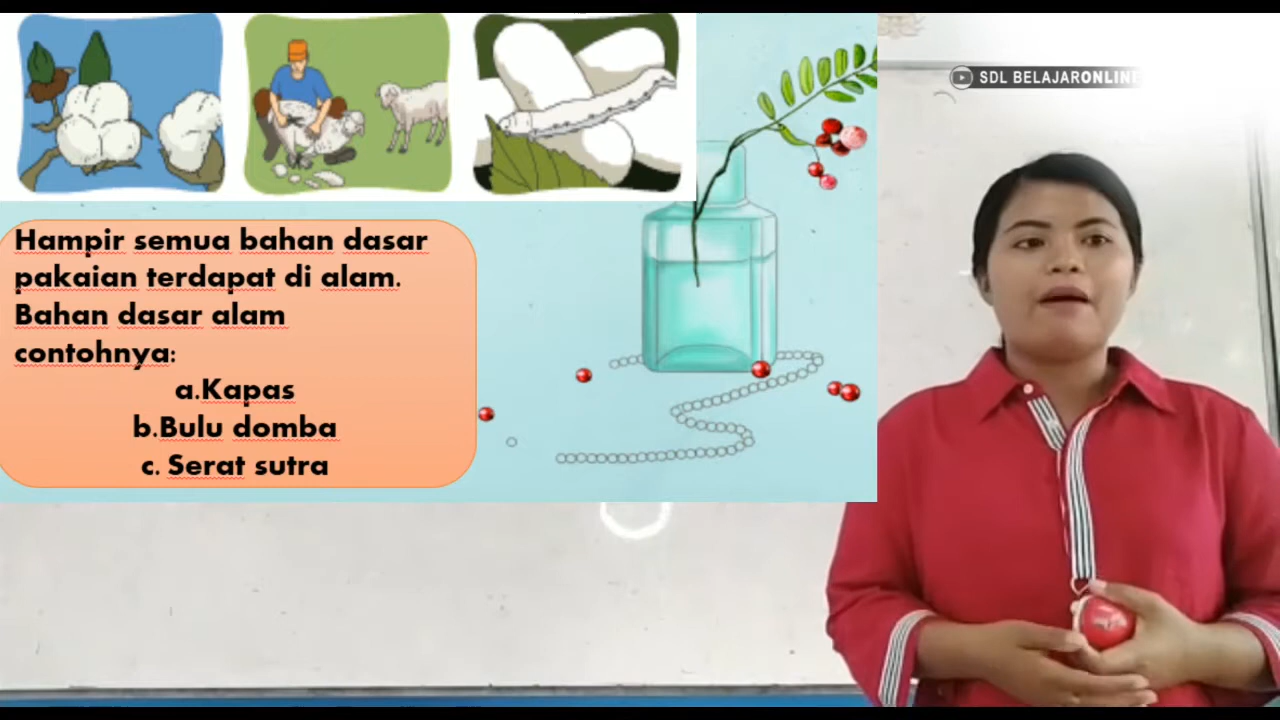 SDL BELAJARONLINE
Hampir semua bahan dasar
pakaian terdapat di alam.
Bahan dasar alam
contohnya:
a.Kapas
b.Bulu domba
c. Serat sutra